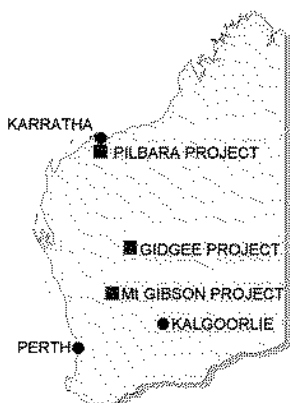 KARRATHA
PILBARA PROJECT
GIDGEE PROJECT
Mt GIBSON PROJECT
KALGOORLIE
PERTH